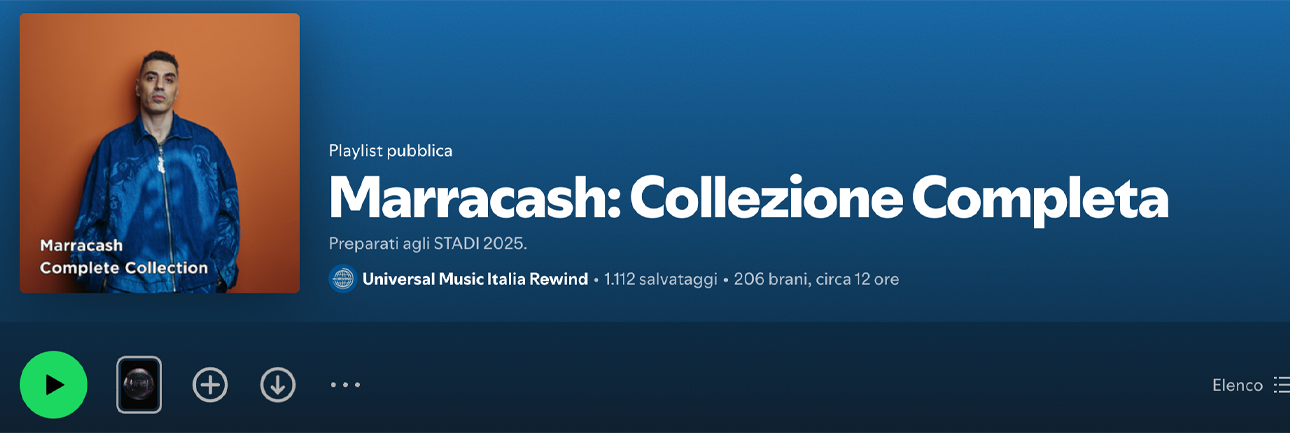 Marracash
Complete Collection
Playlist pubblica
Marracash: Collezione Completa
Preparati agli STADI 2025.
Universal Music Italia Rewind • 1.112 salvataggi • 206 brani, circa 12 ore
Elenco